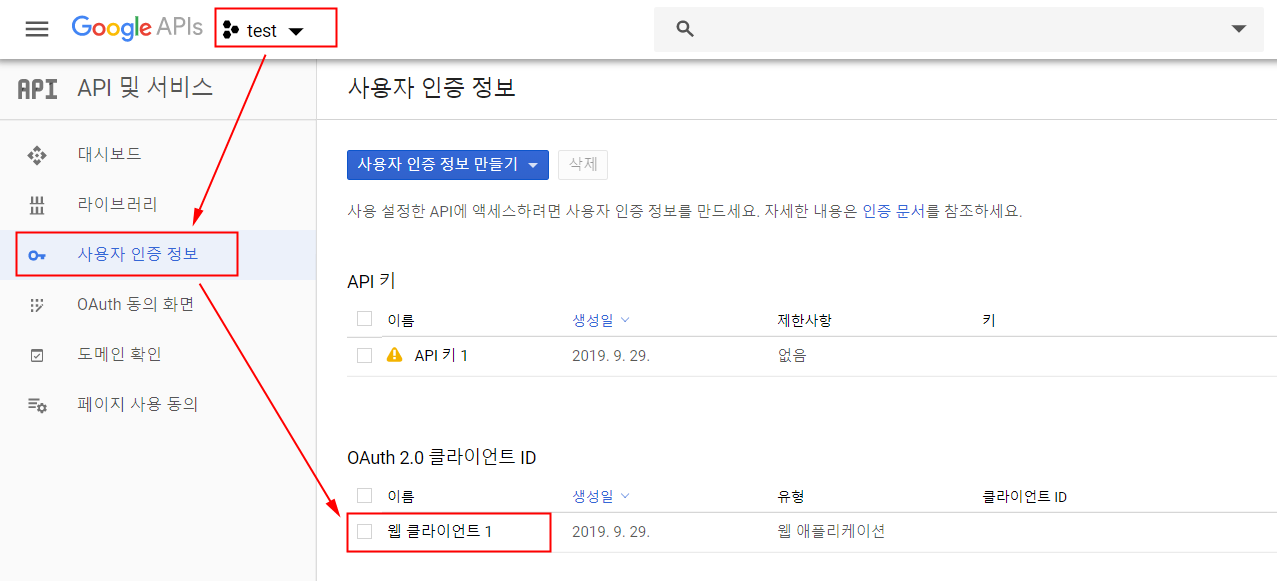 Google APIs test
API API 및 서비스
사용자 인증 정보
대시보드
라이브러리
사용자 인증 정보
OAuth 동의 화면
도메인 확인
페이지 사용 동의
사용자 인증 정보 만들기 삭제
사용 설정한 API에 액세스하려면 사용자 인증 정보를 만드세요. 자세한 내용은 인증 문서를 참조하세요.
API 키
이름 생성일 제한사항 키
API 키 1 2019. 9. 29. 없음
OAuth 2.0 클라이언트 ID
이름 생성일 유형 클라이언트 ID
웹 클라이언트 1 2019. 9. 29. 웹 애플리케이션